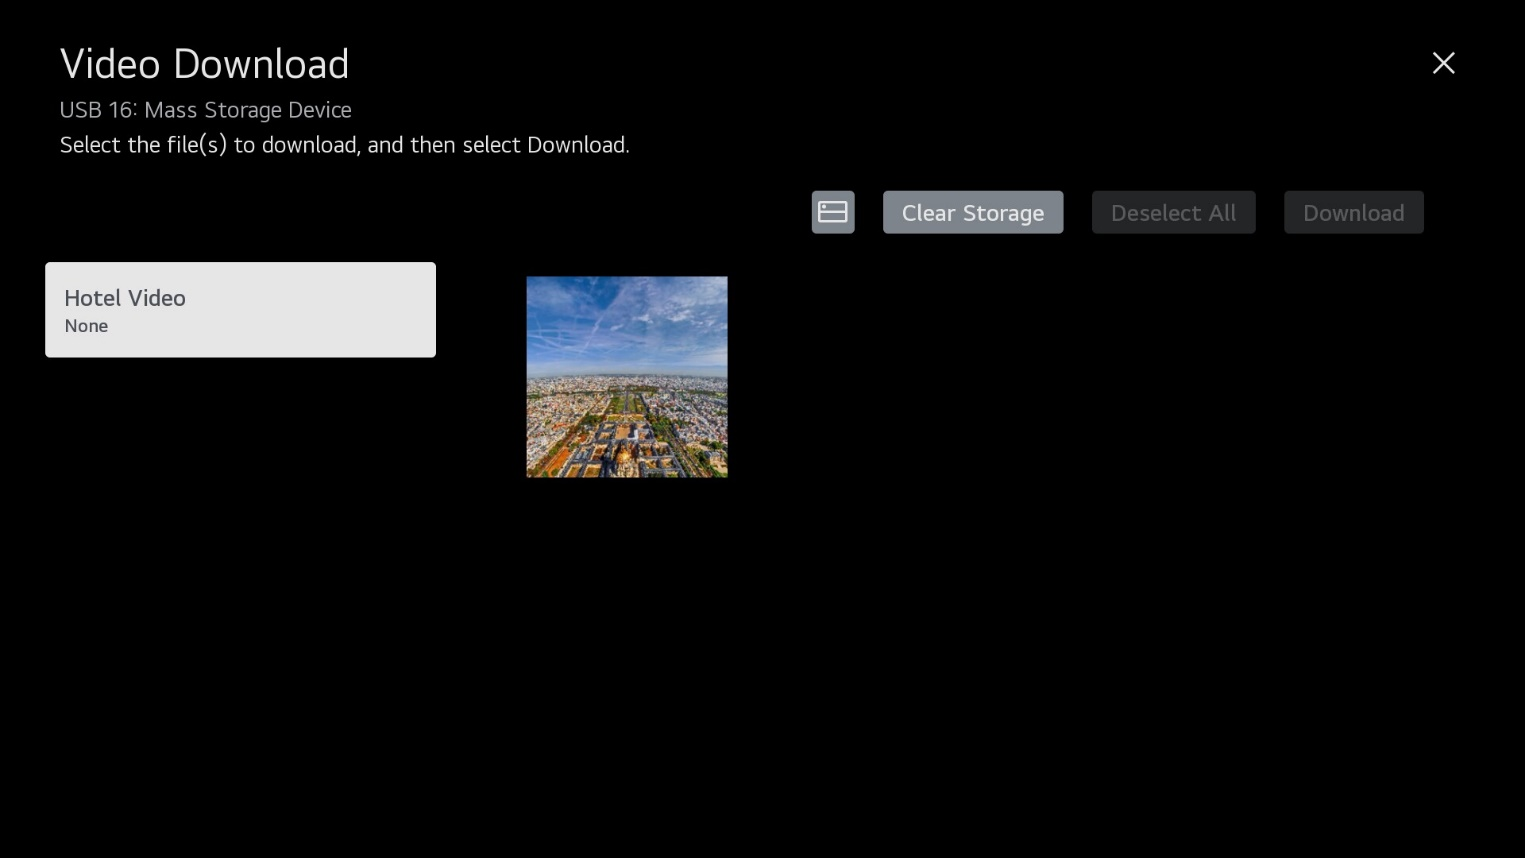 Video Download
USB 16: Mass Storage Device
Select the file(s) to download, and then select Download.
Clear Storage
Deselect All
Download
Hotel Video
None